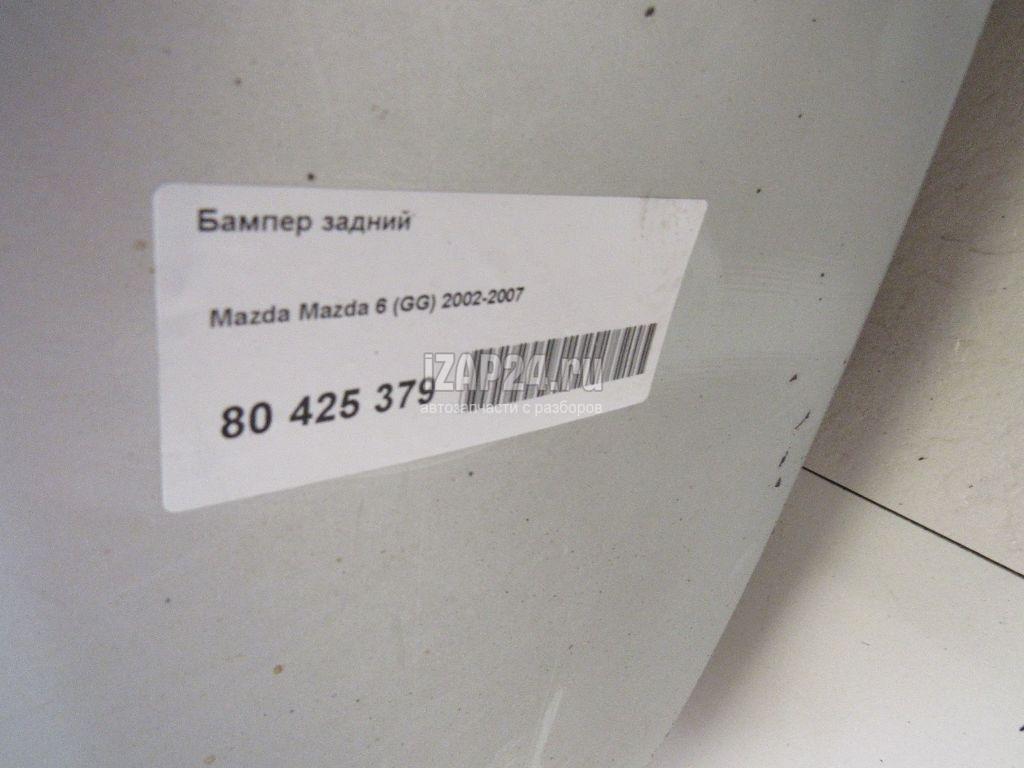 Бампер задний
Mazda Mazda 6 (GG) 2002-2007
80 425 379
iZAP24.ru
автозапчасти с разборов